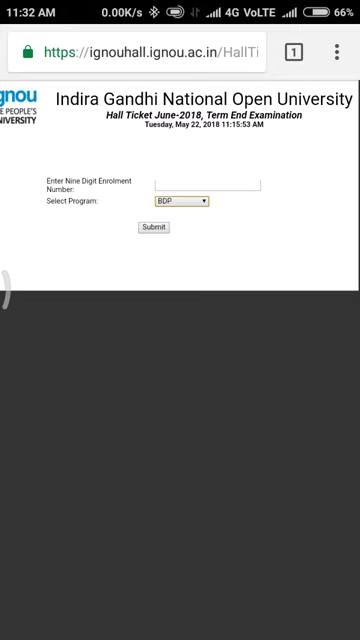 11:32 AM 0.00K/s 4G VoLTE 66%
https://ignouhall.ignou.ac.in/HallTi
1
gnou
E PEOPLE'S
IVERSITY
Indira Gandhi National Open University
Hall Ticket June-2018, Term End Examination
Tuesday, May 22, 2018 11:15:53 AM
Enter Nine Digit Enrolment
Number:
Select Program: BDP
Submit